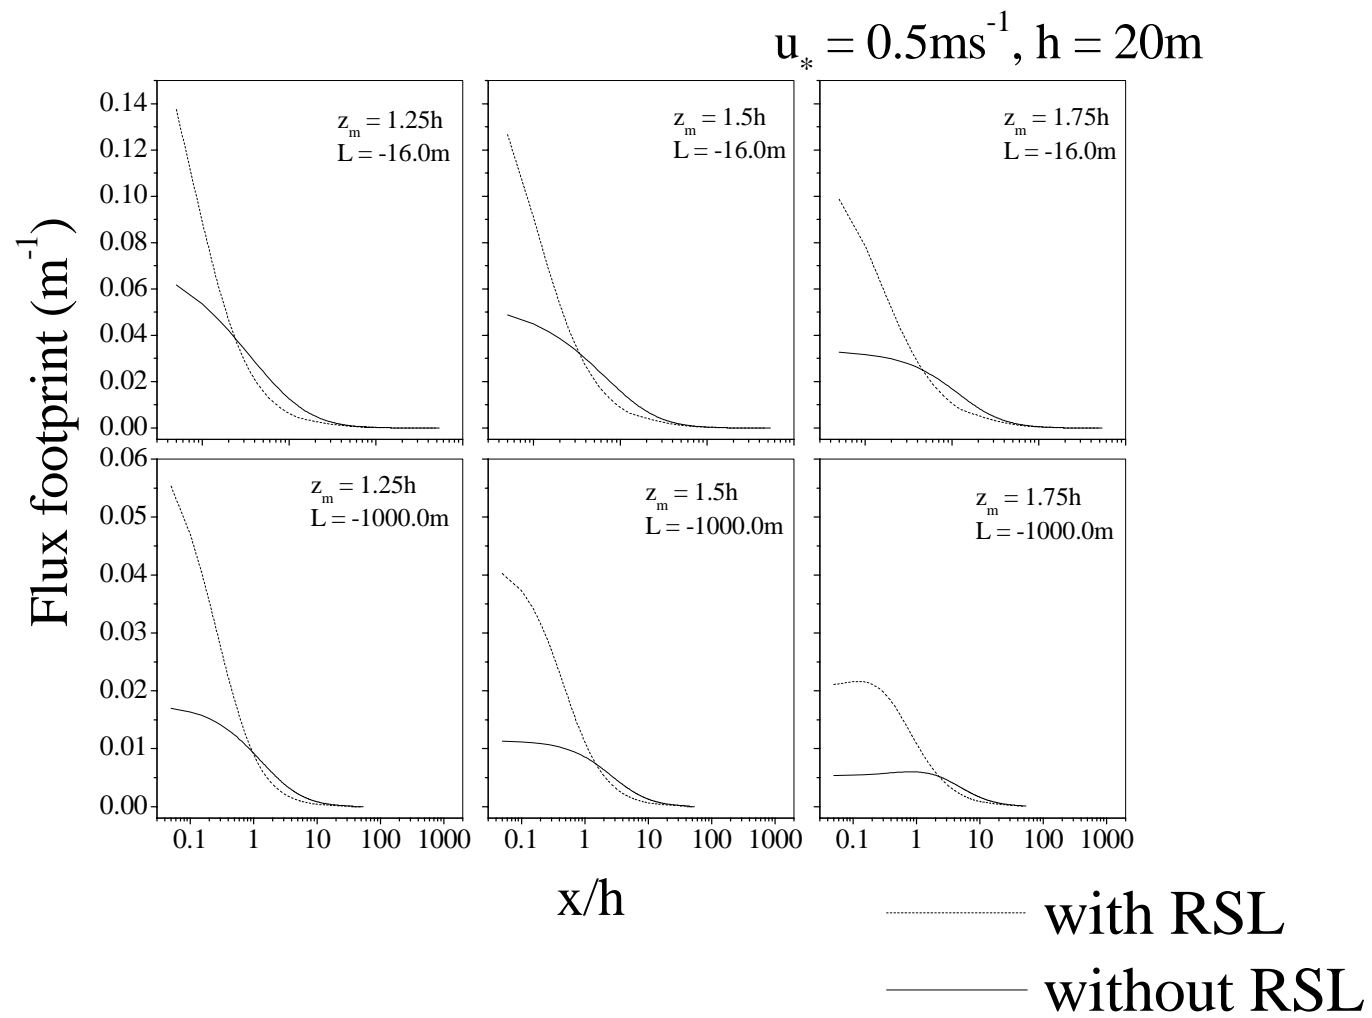 u* = 0.5ms-1, h = 20m
zm = 1.25h
L = -16.0m
zm = 1.5h
L = -16.0m
zm = 1.75h
L = -16.0m
0.14
0.12
0.10
0.08
0.06
0.04
0.02
0.00
Flux footprint (m-1)
zm = 1.25h
L = -1000.0m
zm = 1.5h
L = -1000.0m
zm = 1.75h
L = -1000.0m
0.06
0.05
0.04
0.03
0.02
0.01
0.00
0.1 1 10 100 1000
0.1 1 10 100 1000
0.1 1 10 100 1000
x/h
with RSL
without RSL